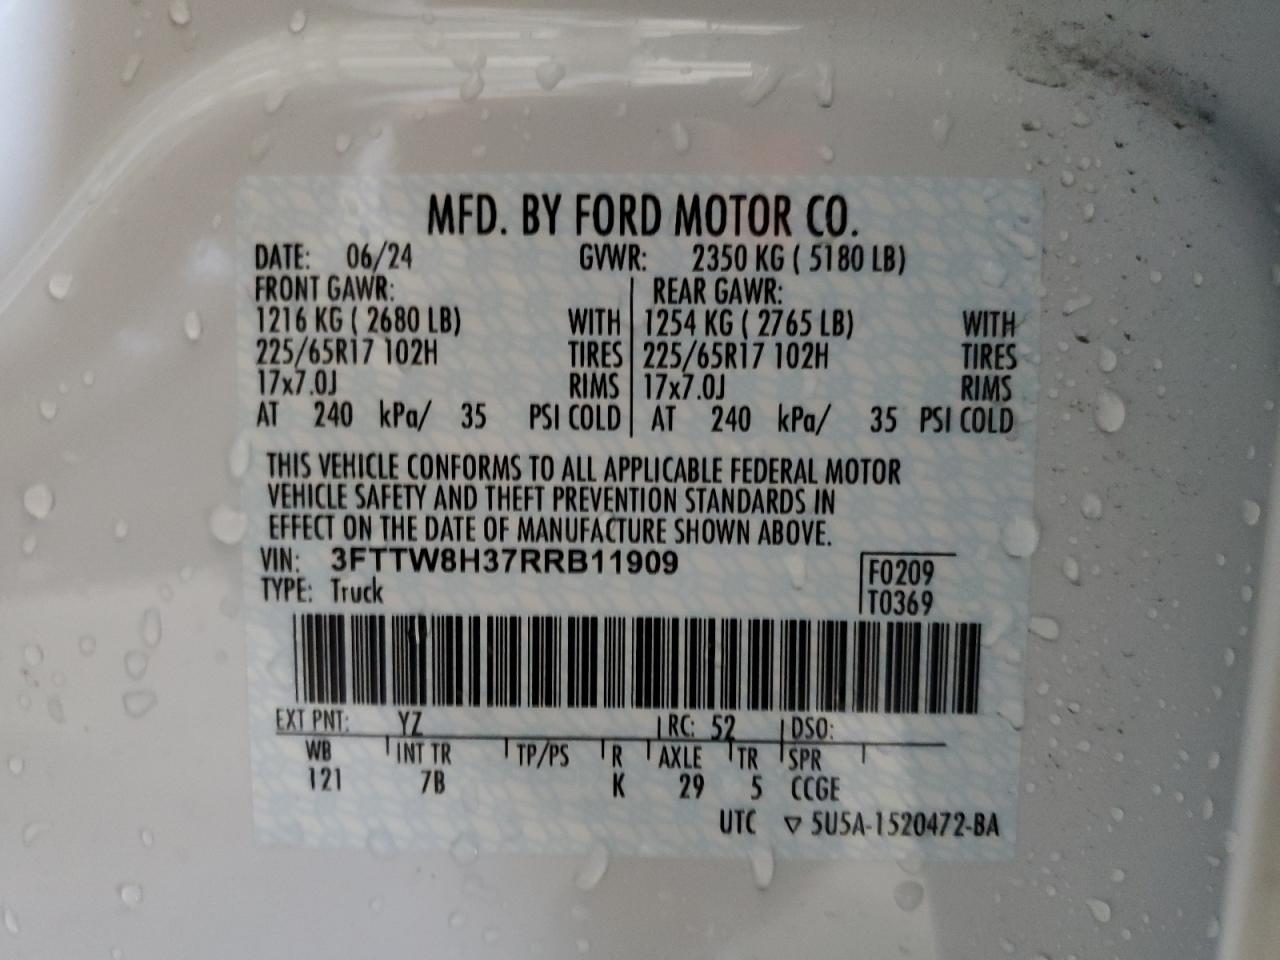 MFD. BY FORD MOTOR CO.
DATE: 06/24 GVWR: 2350 KG ( 5180 LB)
FRONT GAWR: REAR GAWR:
1216 KG ( 2680 LB) WITH 1254 KG ( 2765 LB) WITH
225/65R17 102H TIRES 225/65R17 102H TIRES
17x7.0J RIMS 17x7.0J RIMS
AT 240 kPa/ 35 PSI COLD AT 240 kPa/ 35 PSI COLD
THIS VEHICLE CONFORMS TO ALL APPLICABLE FEDERAL MOTOR
VEHICLE SAFETY AND THEFT PREVENTION STANDARDS IN
EFFECT ON THE DATE OF MANUFACTURE SHOWN ABOVE.
VIN: 3FTTW8H37RRB11909
TYPE: Truck
F0209
T0369
EXT PNT: YZ RC: 52 DSO:
WB INT TR TP/PS R AXLE TR SPR
121 7B K 29 5 CCGE
UTC ▽ 5U5A-1520472-BA